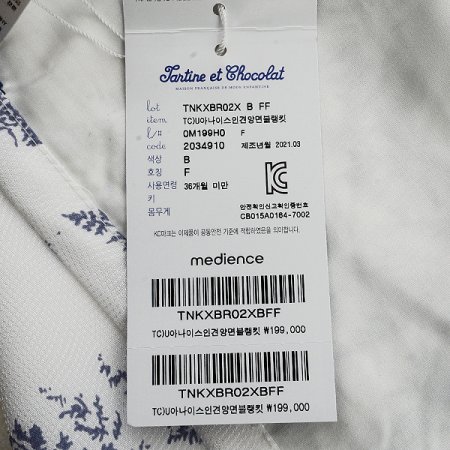 Tartine et Chocolat
MAISON FRANÇAISE DE MODE ENFANTINE
lot TNKXBR02X B FF
item TC)U아나이스인견양면블랭킷
l/# 0M199H0 F
code 2034910 제조년월 2021.03
색상 B
호칭 F
사용연령 36개월 미만
키
몸무게
안전확인신고확인증번호
CB015A0164-7002
KC마크는 이제품이 공통안전 기준에 적합하였음을 의미합니다.
medience
TNKXBR02XBFF
TC)U아나이스인견양면블랭킷 ₩199,000
TNKXBR02XBFF
TC)U아나이스인견양면블랭킷 ₩199,000